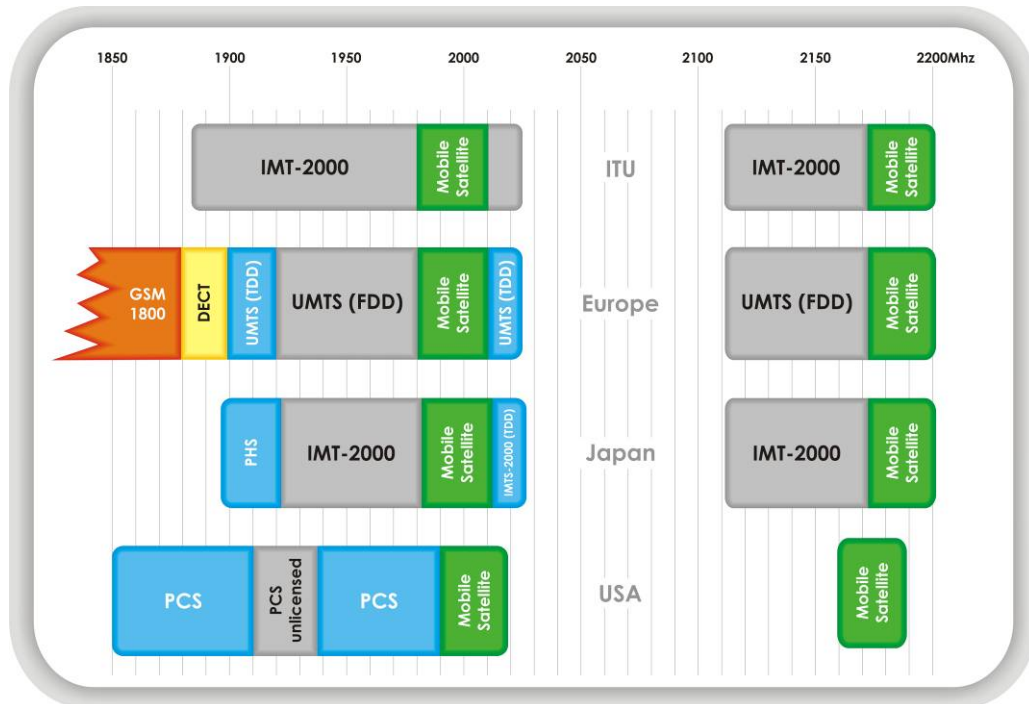 1850 1900 1950 2000 2050 2100 2150 2200Mhz
IMT-2000
Mobile
Satellite
ITU
IMT-2000
Mobile
Satellite
GSM
1800
DECT
UMTS (TDD)
UMTS (FDD)
Mobile
Satellite
UMTS (TDD)
Europe
UMTS (FDD)
Mobile
Satellite
PHS
IMT-2000
Mobile
Satellite
IMTS-2000 (TDD)
Japan
IMT-2000
Mobile
Satellite
PCS
PCS
unlicensed
PCS
Mobile
Satellite
USA
Mobile
Satellite